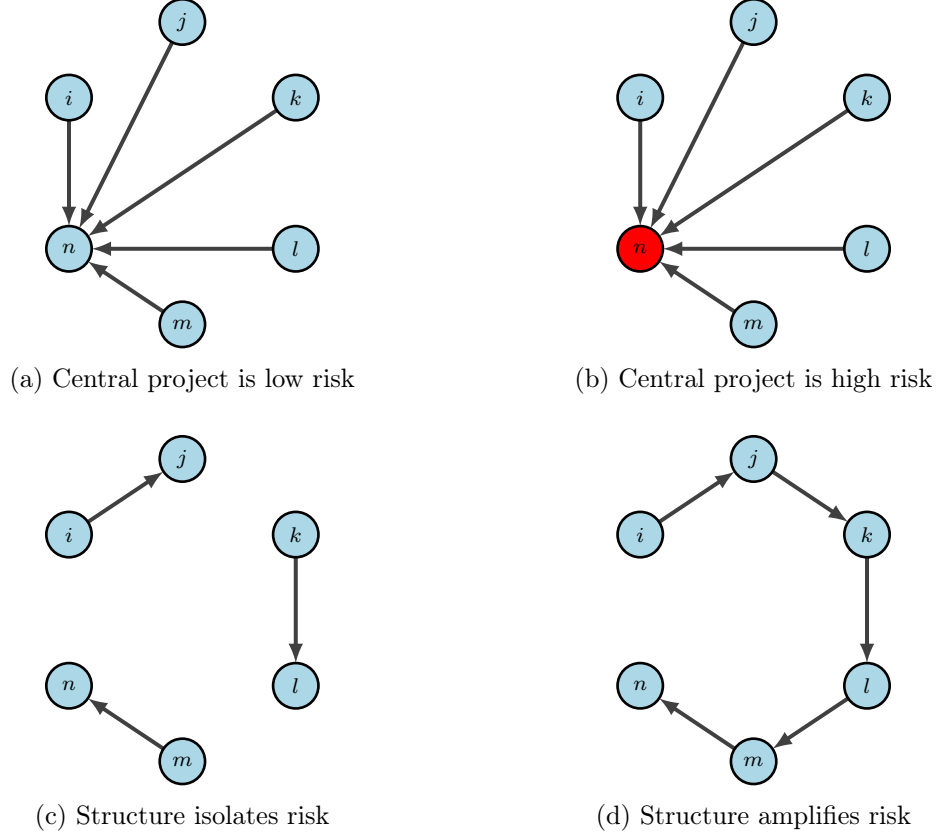 j j
i k i k
n l n l
m m
(a) Central project is low risk (b) Central project is high risk
j j
i k i k
n l n l
m m
(c) Structure isolates risk (d) Structure amplifies risk